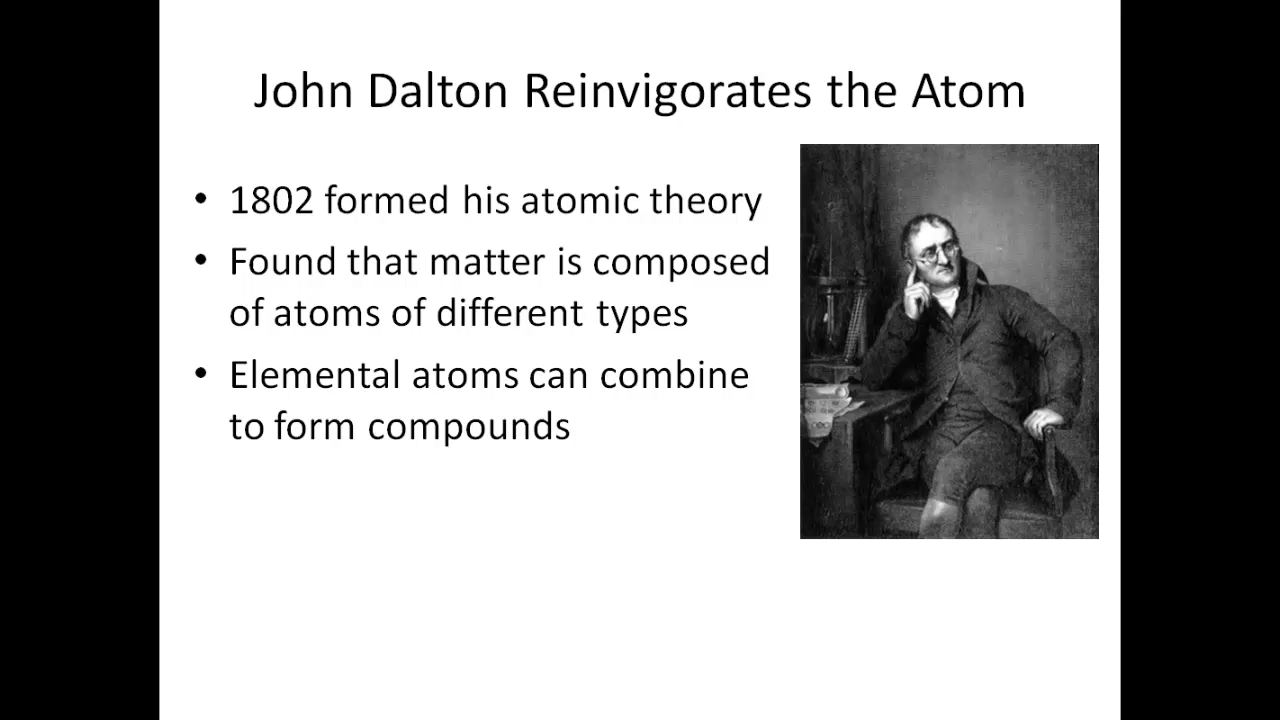 John Dalton Reinvigorates the Atom
• 1802 formed his atomic theory
• Found that matter is composed
of atoms of different types
• Elemental atoms can combine
to form compounds